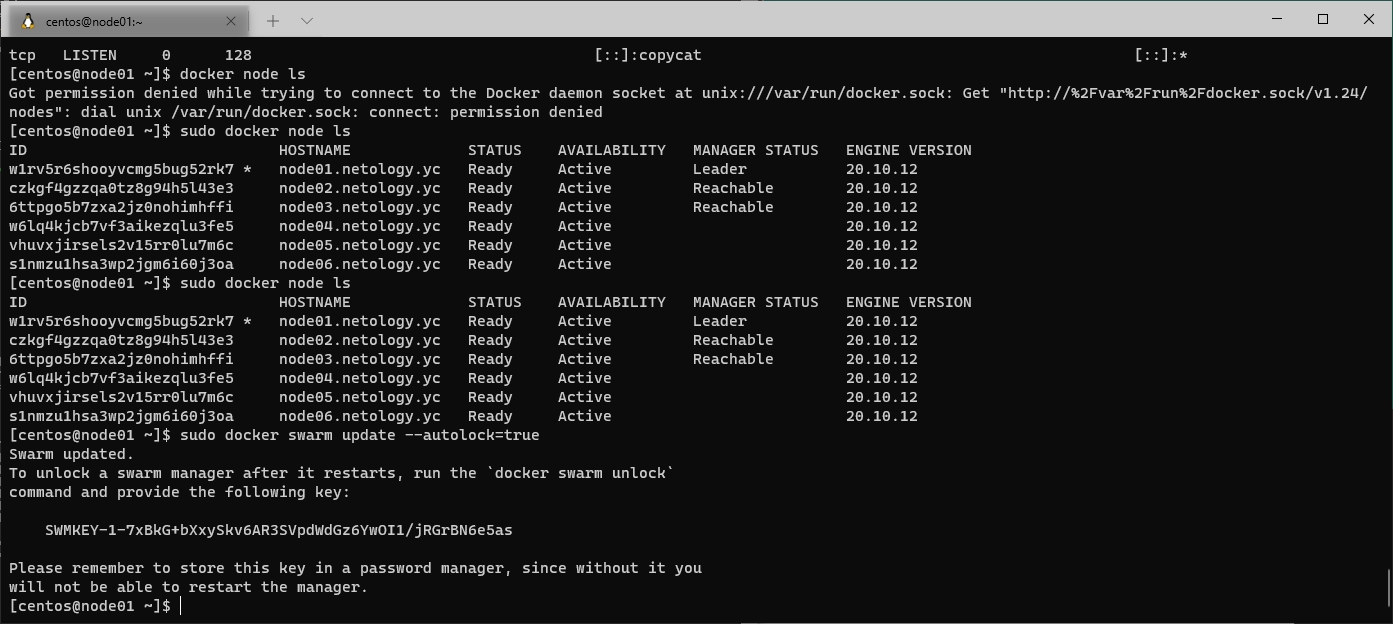 centos@node01:~
tcp   LISTEN     0      128                                      [::]:copycat                                                [::]:*
[centos@node01 ~]$ docker node ls
Got permission denied while trying to connect to the Docker daemon socket at unix:///var/run/docker.sock: Get "http://%2Fvar%2Frun%2Fdocker.sock/v1.24/
nodes": dial unix /var/run/docker.sock: connect: permission denied
[centos@node01 ~]$ sudo docker node ls
ID                            HOSTNAME             STATUS    AVAILABILITY   MANAGER STATUS   ENGINE VERSION
w1rv5r6shooyvcmg5bug52rk7 *   node01.netology.yc   Ready     Active         Leader           20.10.12
czkgf4gzzqa0tz8g94h5l43e3     node02.netology.yc   Ready     Active         Reachable        20.10.12
6ttpgo5b7zxa2jz0nohimhffi     node03.netology.yc   Ready     Active         Reachable        20.10.12
w6lq4kjcb7vf3aikezqlu3fe5     node04.netology.yc   Ready     Active                          20.10.12
vhuvxjirsels2v15rr0lu7m6c     node05.netology.yc   Ready     Active                          20.10.12
s1nmzu1hsa3wp2jgm6i60j3oa     node06.netology.yc   Ready     Active                          20.10.12
[centos@node01 ~]$ sudo docker node ls
ID                            HOSTNAME             STATUS    AVAILABILITY   MANAGER STATUS   ENGINE VERSION
w1rv5r6shooyvcmg5bug52rk7 *   node01.netology.yc   Ready     Active         Leader           20.10.12
czkgf4gzzqa0tz8g94h5l43e3     node02.netology.yc   Ready     Active         Reachable        20.10.12
6ttpgo5b7zxa2jz0nohimhffi     node03.netology.yc   Ready     Active         Reachable        20.10.12
w6lq4kjcb7vf3aikezqlu3fe5     node04.netology.yc   Ready     Active                          20.10.12
vhuvxjirsels2v15rr0lu7m6c     node05.netology.yc   Ready     Active                          20.10.12
s1nmzu1hsa3wp2jgm6i60j3oa     node06.netology.yc   Ready     Active                          20.10.12
[centos@node01 ~]$ sudo docker swarm update --autolock=true
Swarm updated.
To unlock a swarm manager after it restarts, run the `docker swarm unlock`
command and provide the following key:

    SWMKEY-1-7xBkG+bXxySkv6AR3SVpdWdGz6YwOI1/jRGrBN6e5as

Please remember to store this key in a password manager, since without it you
will not be able to restart the manager.
[centos@node01 ~]$